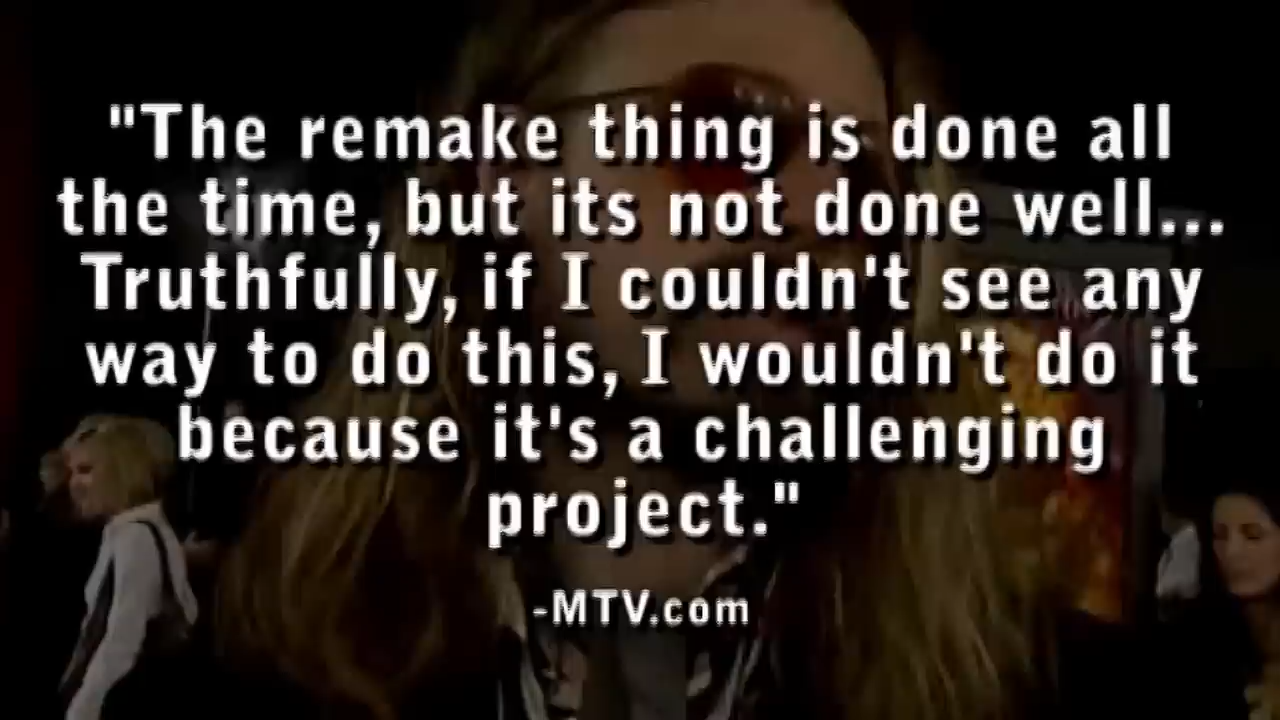 "The remake thing is done all
the time, but its not done well...
Truthfully, if I couldn't see any
way to do this, I wouldn't do it
because it's a challenging
project."
-MTV.com